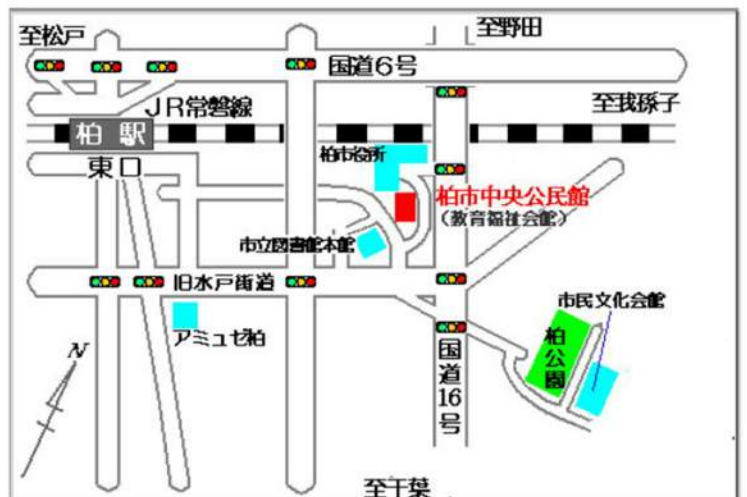 至松戸
至野田
国道6号
JR常磐線
至我孫子
柏駅
東口
柏市役所
柏市中央公民館
(教育福祉会館)
市立図書館本館
旧水戸街道
市民文化会館
アミュゼ柏
柏公園
N
国道16号
至千葉